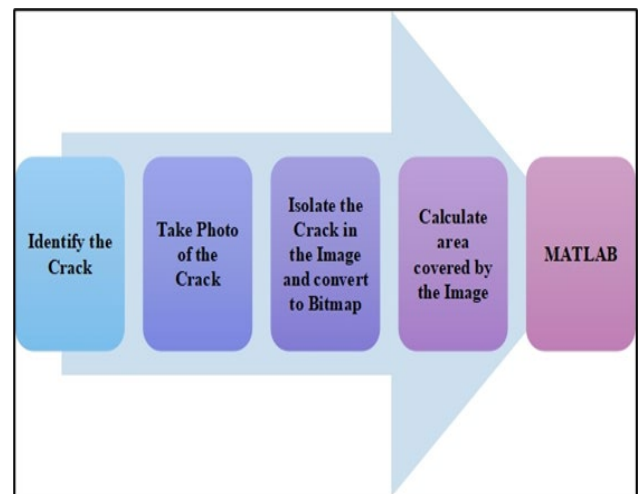 Identify the
Crack
Take Photo
of the
Crack
Isolate the
Crack in
the Image
and convert
to Bitmap
Calculate
area
covered by
the Image
MATLAB